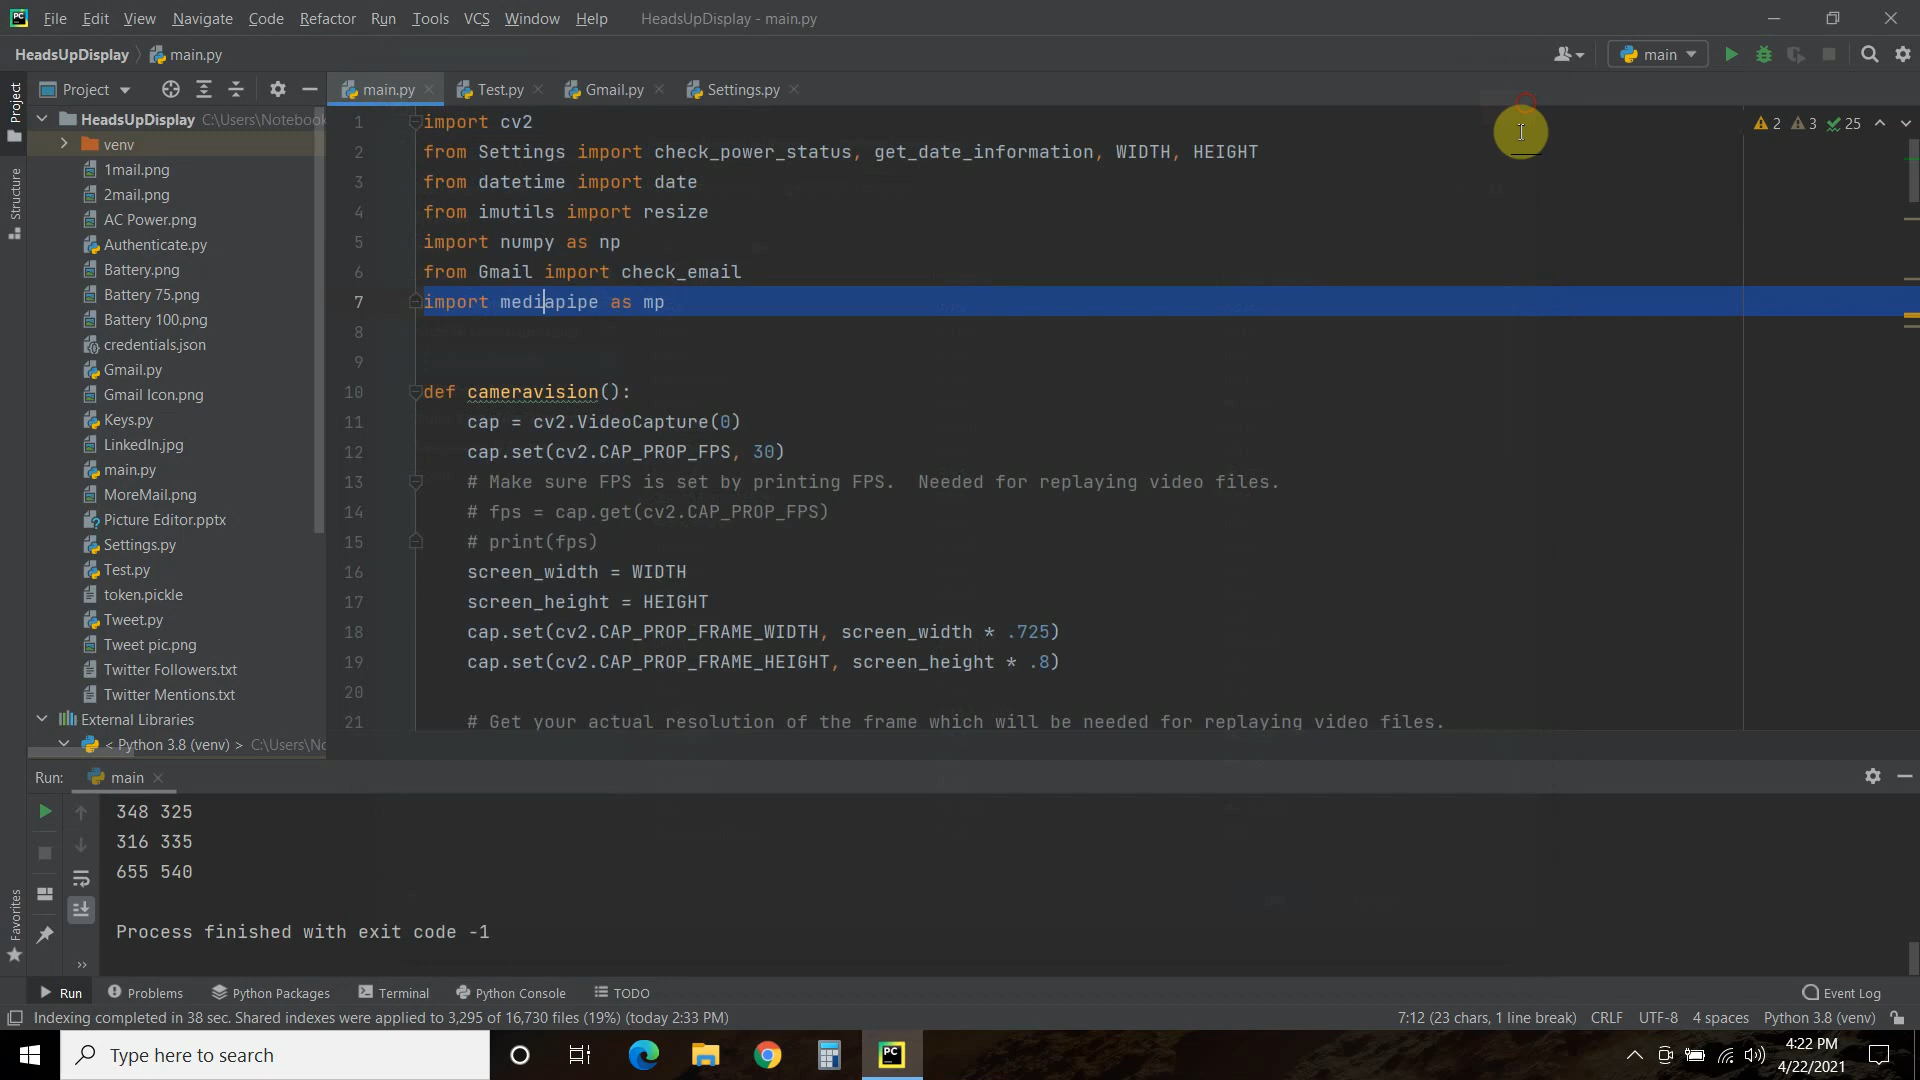 PC File Edit View Navigate Code Refactor Run Tools VCS Window Help HeadsUpDisplay - main.py
HeadsUpDisplay main.py main
Project main.py Test.py Gmail.py Settings.py
Project
Structure
Favorites
HeadsUpDisplay C:\Users\Notebook
venv
1mail.png
2mail.png
AC Power.png
Authenticate.py
Battery.png
Battery 75.png
Battery 100.png
credentials.json
Gmail.py
Gmail Icon.png
Keys.py
LinkedIn.jpg
main.py
MoreMail.png
Picture Editor.pptx
Settings.py
Test.py
token.pickle
Tweet.py
Tweet pic.png
Twitter Followers.txt
Twitter Mentions.txt
External Libraries
< Python 3.8 (venv) > C:\Users\No
2 3 25
1 import cv2
2 from Settings import check_power_status, get_date_information, WIDTH, HEIGHT
3 from datetime import date
4 from imutils import resize
5 import numpy as np
6 from Gmail import check_email
7 import mediapipe as mp
8
9
10 def cameravision():
11 cap = cv2.VideoCapture(0)
12 cap.set(cv2.CAP_PROP_FPS, 30)
13 # Make sure FPS is set by printing FPS.  Needed for replaying video files.
14 # fps = cap.get(cv2.CAP_PROP_FPS)
15 # print(fps)
16 screen_width = WIDTH
17 screen_height = HEIGHT
18 cap.set(cv2.CAP_PROP_FRAME_WIDTH, screen_width * .725)
19 cap.set(cv2.CAP_PROP_FRAME_HEIGHT, screen_height * .8)
20
21 # Get your actual resolution of the frame which will be needed for replaying video files.
Run: main
348 325
316 335
655 540
Process finished with exit code -1
Run Problems Python Packages Terminal Python Console TODO Event Log
Indexing completed in 38 sec. Shared indexes were applied to 3,295 of 16,730 files (19%) (today 2:33 PM) 7:12 (23 chars, 1 line break) CRLF UTF-8 4 spaces Python 3.8 (venv)
Type here to search PC 4:22 PM
4/22/2021